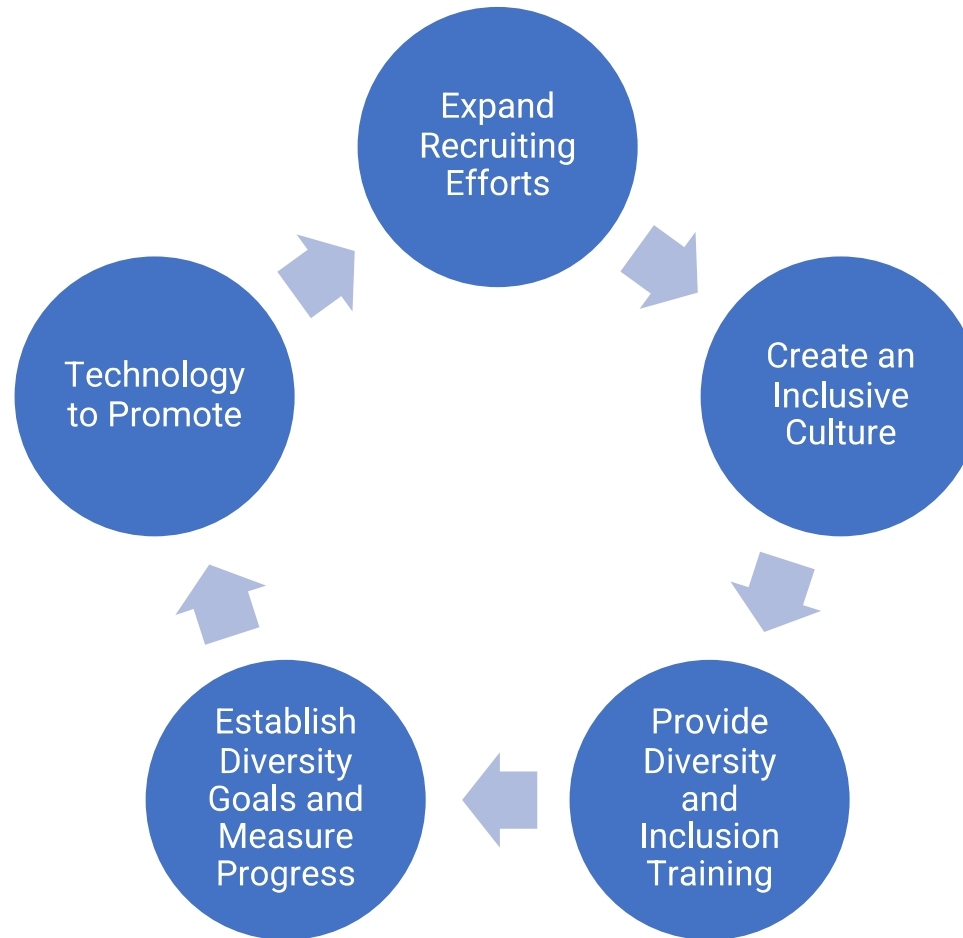 Expand
Recruiting
Efforts
Create an
Inclusive
Culture
Provide
Diversity
and
Inclusion
Training
Establish
Diversity
Goals and
Measure
Progress
Technology
to Promote